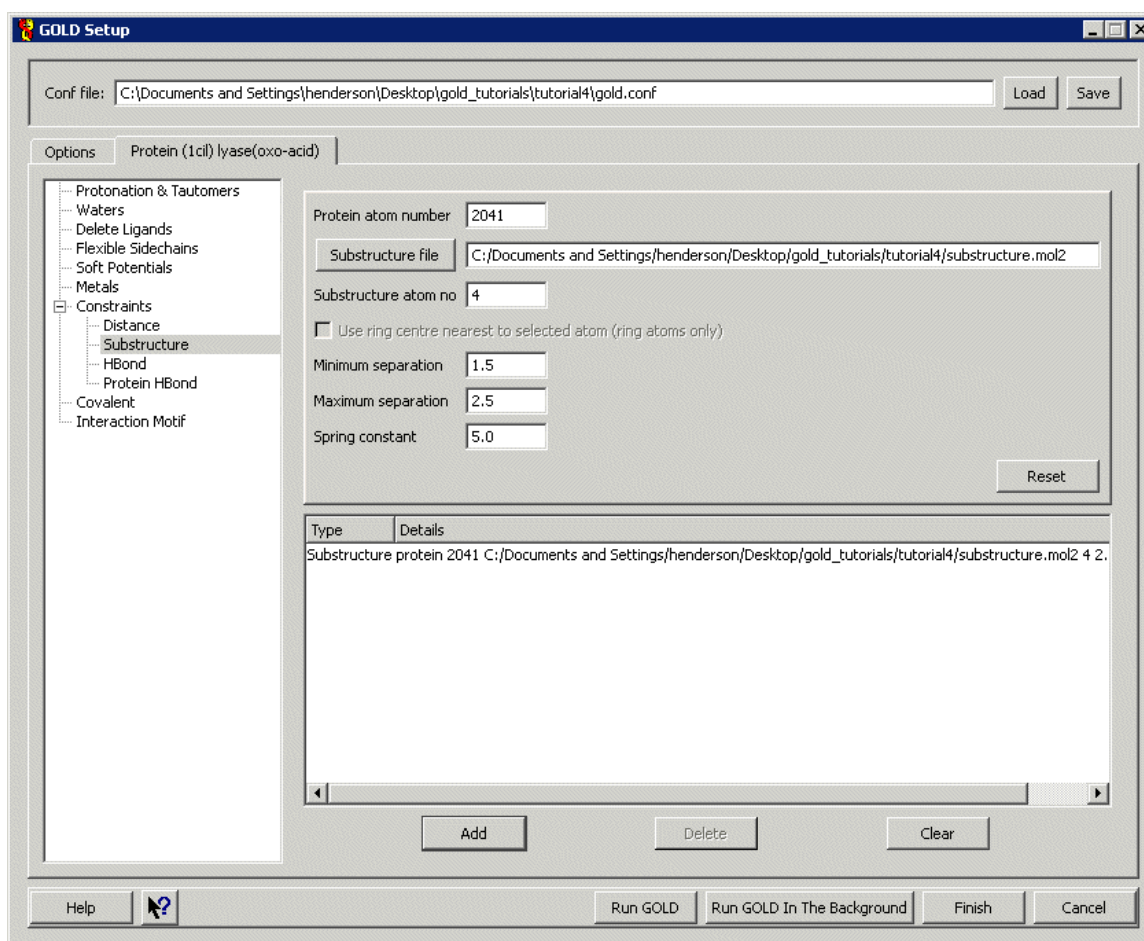 GOLD Setup
Conf file: C:\Documents and Settings\henderson\Desktop\gold_tutorials\tutorial4\gold.conf Load Save
Options Protein (1cil) lyase(oxo-acid)
Protonation & Tautomers
Waters
Delete Ligands
Flexible Sidechains
Soft Potentials
Metals
Constraints
Distance
Substructure
HBond
Protein HBond
Covalent
Interaction Motif
Protein atom number 2041
Substructure file C:/Documents and Settings/henderson/Desktop/gold_tutorials/tutorial4/substructure.mol2
Substructure atom no 4
Use ring centre nearest to selected atom (ring atoms only)
Minimum separation 1.5
Maximum separation 2.5
Spring constant 5.0
Reset
Type Details
Substructure protein 2041 C:/Documents and Settings/henderson/Desktop/gold_tutorials/tutorial4/substructure.mol2 4 2.
Add Delete Clear
Help Run GOLD Run GOLD In The Background Finish Cancel